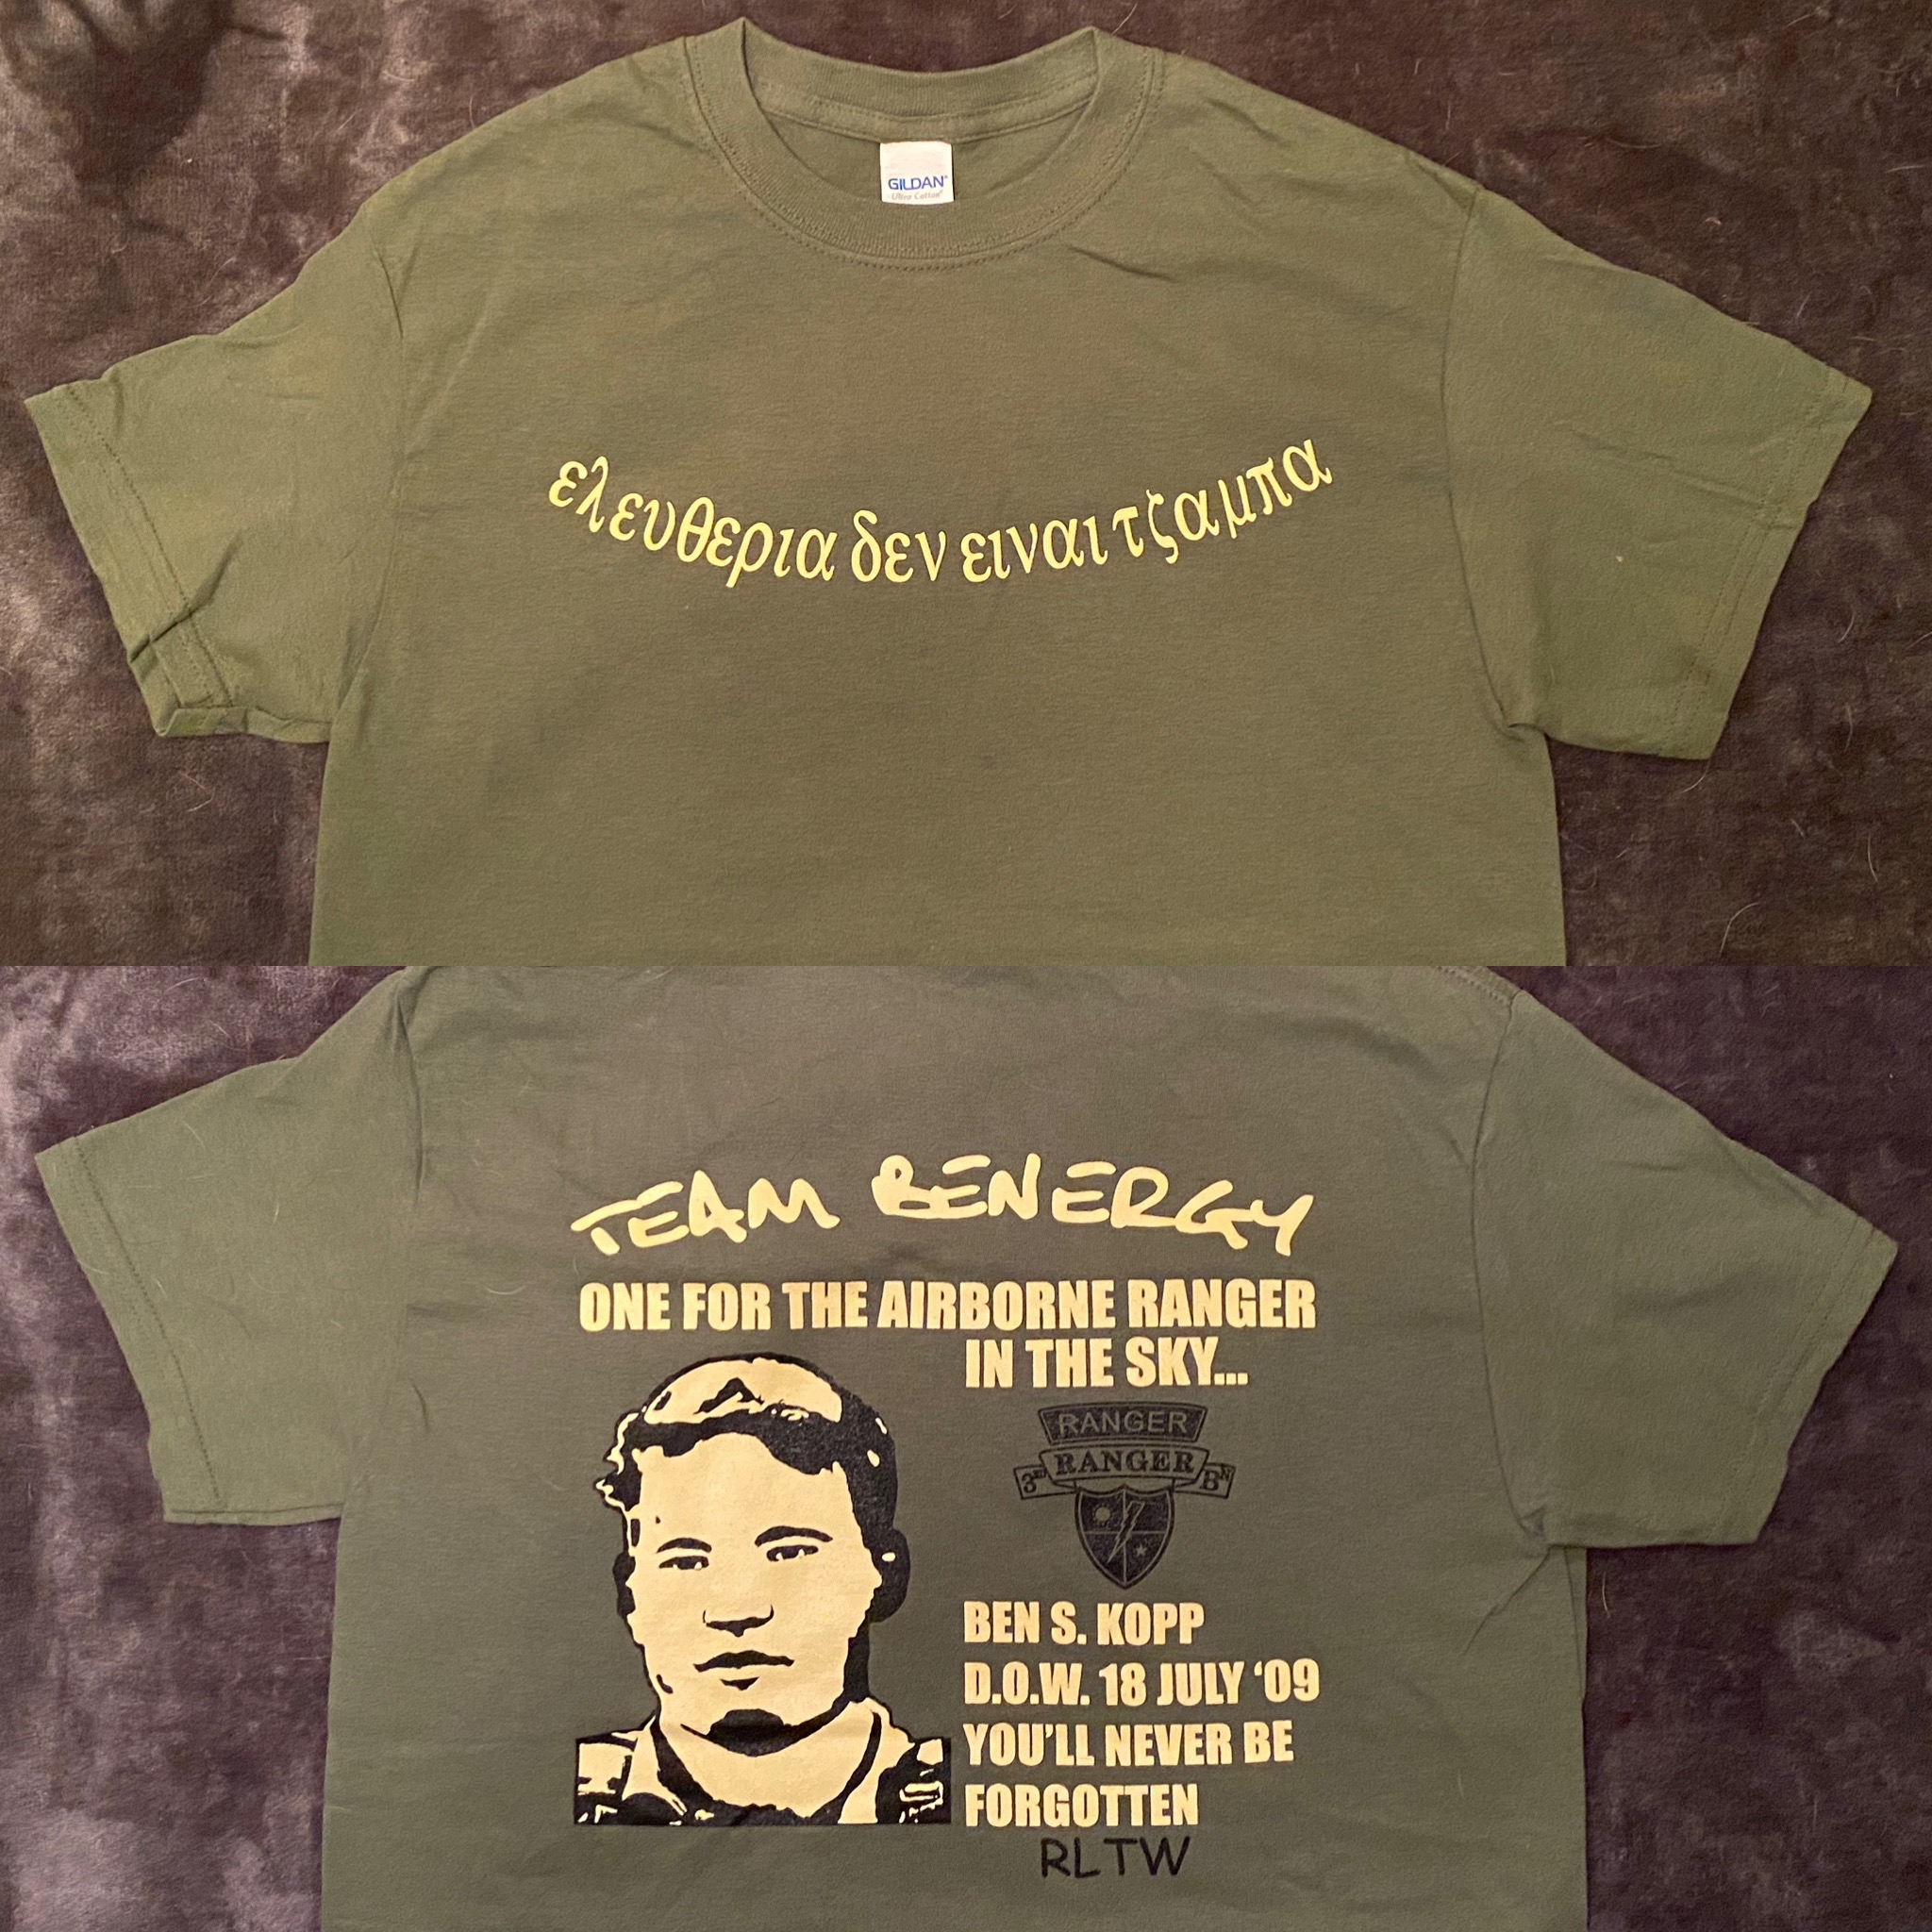 GILDAN®
Ultra Cotton®
ελευθερια δεν ειναι τζαμπα
TEAM BENERGY
ONE FOR THE AIRBORNE RANGER
IN THE SKY...
RANGER
3RD RANGER BN
BEN S. KOPP
D.O.W. 18 JULY ‘09
YOU’LL NEVER BE
FORGOTTEN
RLTW